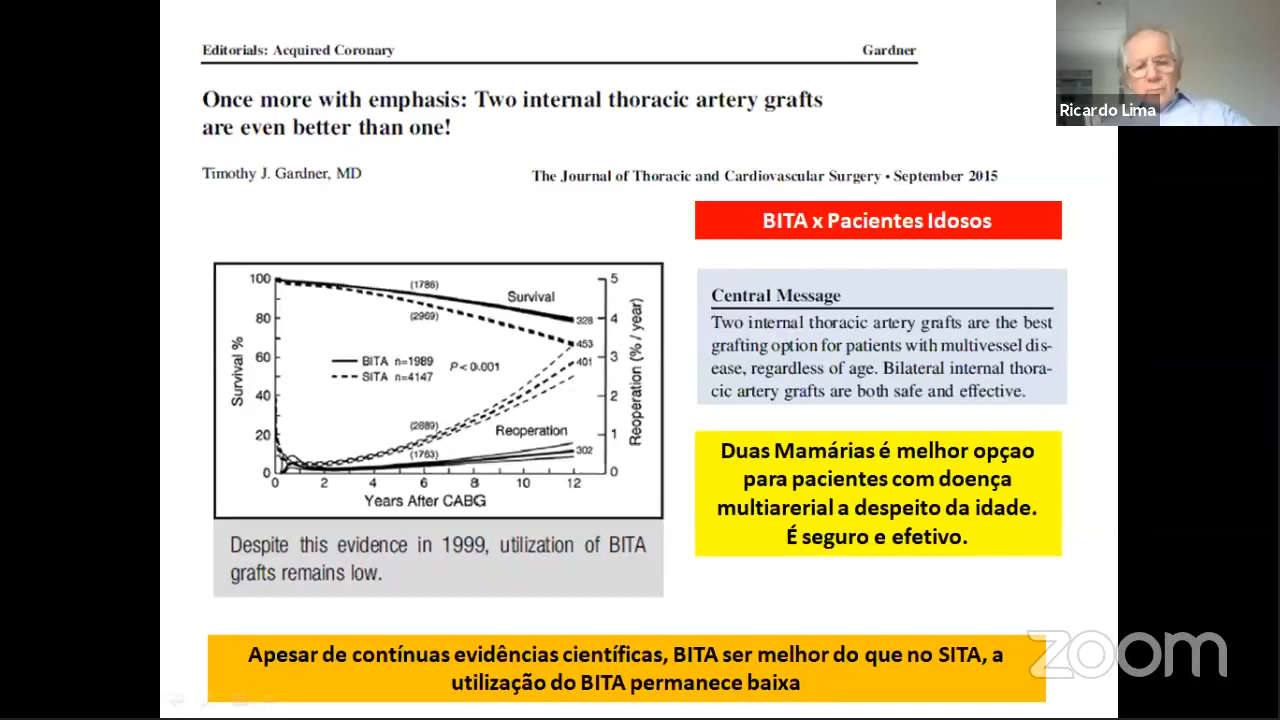 Editorials: Acquired Coronary Gardner
Once more with emphasis: Two internal thoracic artery grafts
are even better than one!
Timothy J. Gardner, MD
The Journal of Thoracic and Cardiovascular Surgery • September 2015
Ricardo Lima
BITA x Pacientes Idosos
100
80
60
40
20
0
Survival %
(1786)
Survival
(2969)
328
453
401
BITA n=1989
SITA n=4147
P < 0.001
(2689)
Reoperation
(1763)
302
5
4
3
2
1
0
Reoperation (% / year)
0 2 4 6 8 10 12
Years After CABG
Despite this evidence in 1999, utilization of BITA
grafts remains low.
Central Message
Two internal thoracic artery grafts are the best
grafting option for patients with multivessel dis-
ease, regardless of age. Bilateral internal thora-
cic artery grafts are both safe and effective.
Duas Mamárias é melhor opçao
para pacientes com doença
multiarerial a despeito da idade.
É seguro e efetivo.
Apesar de contínuas evidências científicas, BITA ser melhor do que no SITA, a
utilização do BITA permanece baixa
zoom